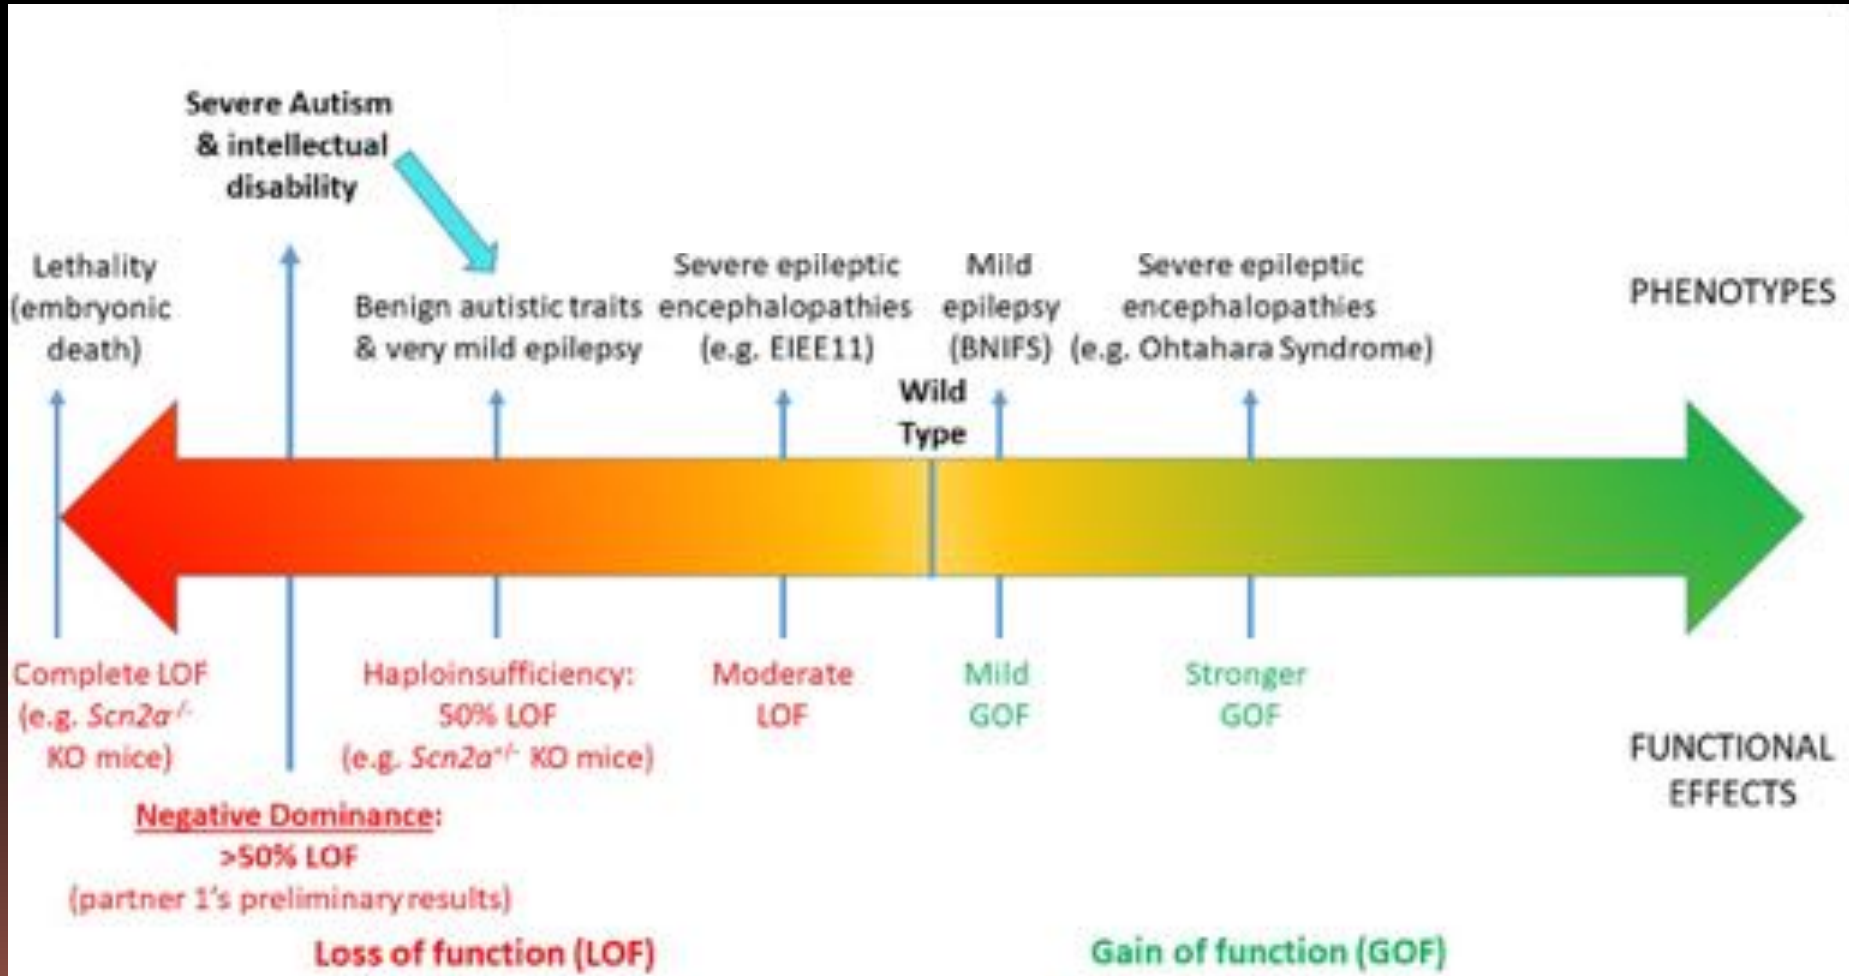 Severe Autism
& intellectual
disability
Lethality
(embryonic
death)
Benign autistic traits
& very mild epilepsy
Severe epileptic
encephalopathies
(e.g. EIEE11)
Mild
epilepsy
(BNIFS)
Severe epileptic
encephalopathies
(e.g. Ohtahara Syndrome)
PHENOTYPES
Wild
Type
Complete LOF
(e.g. Scn2a-/-
KO mice)
Haploinsufficiency:
50% LOF
(e.g. Scn2a+/- KO mice)
Moderate
LOF
Mild
GOF
Stronger
GOF
FUNCTIONAL
EFFECTS
Negative Dominance:
>50% LOF
(partner 1's preliminary results)
Loss of function (LOF)
Gain of function (GOF)